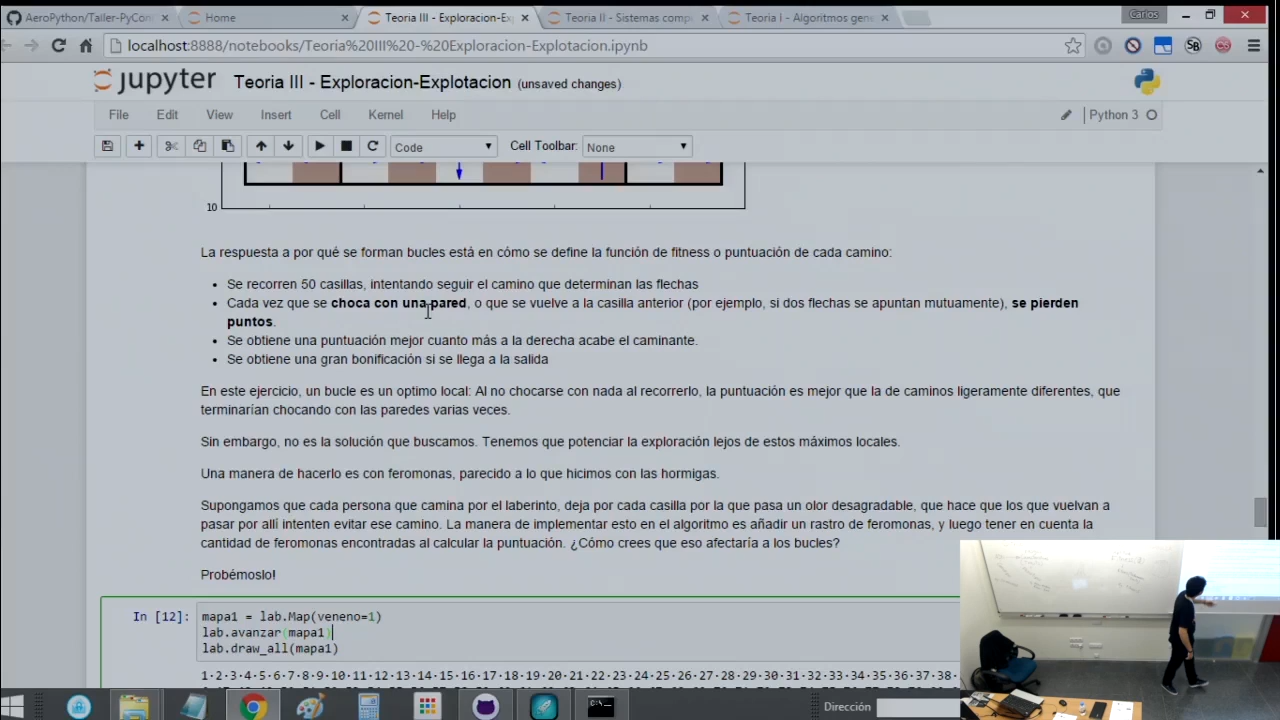 AeroPython/Taller-PyCon
Home
Teoria III - Exploracion-Ex
Teoria II - Sistemas comp
Teoria I - Algoritmos gen
Carlos
localhost:8888/notebooks/Teoria%20III%20-%20Exploracion-Explotacion.ipynb
jupyter Teoria III - Exploracion-Explotacion (unsaved changes)
File Edit View Insert Cell Kernel Help Python 3
Code Cell Toolbar: None
10
La respuesta a por qué se forman bucles está en cómo se define la función de fitness o puntuación de cada camino:
• Se recorren 50 casillas, intentando seguir el camino que determinan las flechas
• Cada vez que se choca con una pared, o que se vuelve a la casilla anterior (por ejemplo, si dos flechas se apuntan mutuamente), se pierden
puntos.
• Se obtiene una puntuación mejor cuanto más a la derecha acabe el caminante.
• Se obtiene una gran bonificación si se llega a la salida
En este ejercicio, un bucle es un optimo local: Al no chocarse con nada al recorrerlo, la puntuación es mejor que la de caminos ligeramente diferentes, que
terminarían chocando con las paredes varias veces.
Sin embargo, no es la solución que buscamos. Tenemos que potenciar la exploración lejos de estos máximos locales.
Una manera de hacerlo es con feromonas, parecido a lo que hicimos con las hormigas.
Supongamos que cada persona que camina por el laberinto, deja por cada casilla por la que pasa un olor desagradable, que hace que los que vuelvan a
pasar por allí intenten evitar ese camino. La manera de implementar esto en el algoritmo es añadir un rastro de feromonas, y luego tener en cuenta la
cantidad de feromonas encontradas al calcular la puntuación. ¿Cómo crees que eso afectaría a los bucles?
Probémoslo!
In [12]: mapa1 = lab.Map(veneno=1)
lab.avanzar(mapa1)
lab.draw_all(mapa1)
1·2·3·4·5·6·7·8·9·10·11·12·13·14·15·16·17·18·19·20·21·22·23·24·25·26·27·28·29·30·31·32·33·34·35·36·37·38·
Dirección